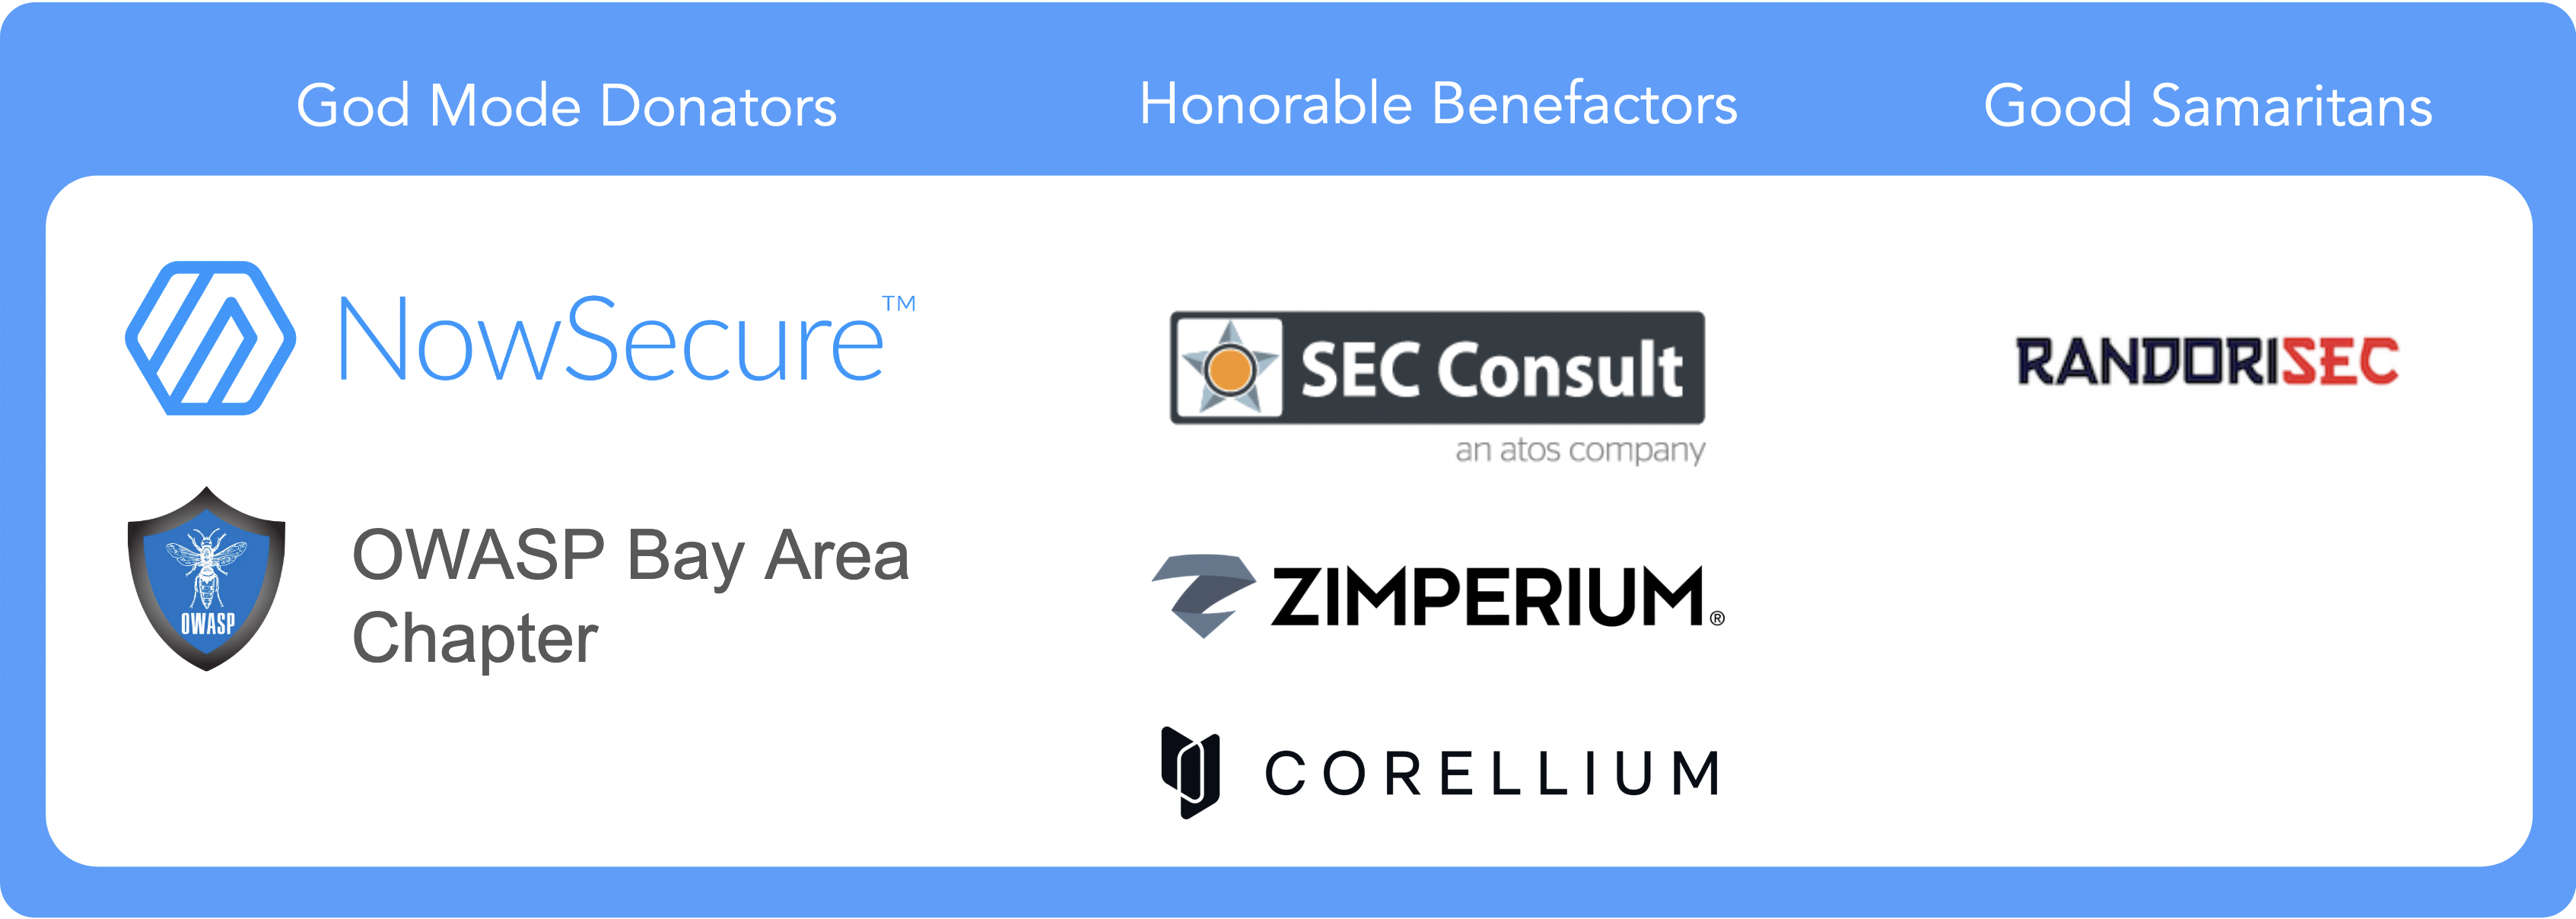 God Mode Donators
Honorable Benefactors
Good Samaritans
NowSecure™
OWASP
OWASP Bay Area
Chapter
SEC Consult
an atos company
ZIMPERIUM®
CORELLIUM
RANDORISEC